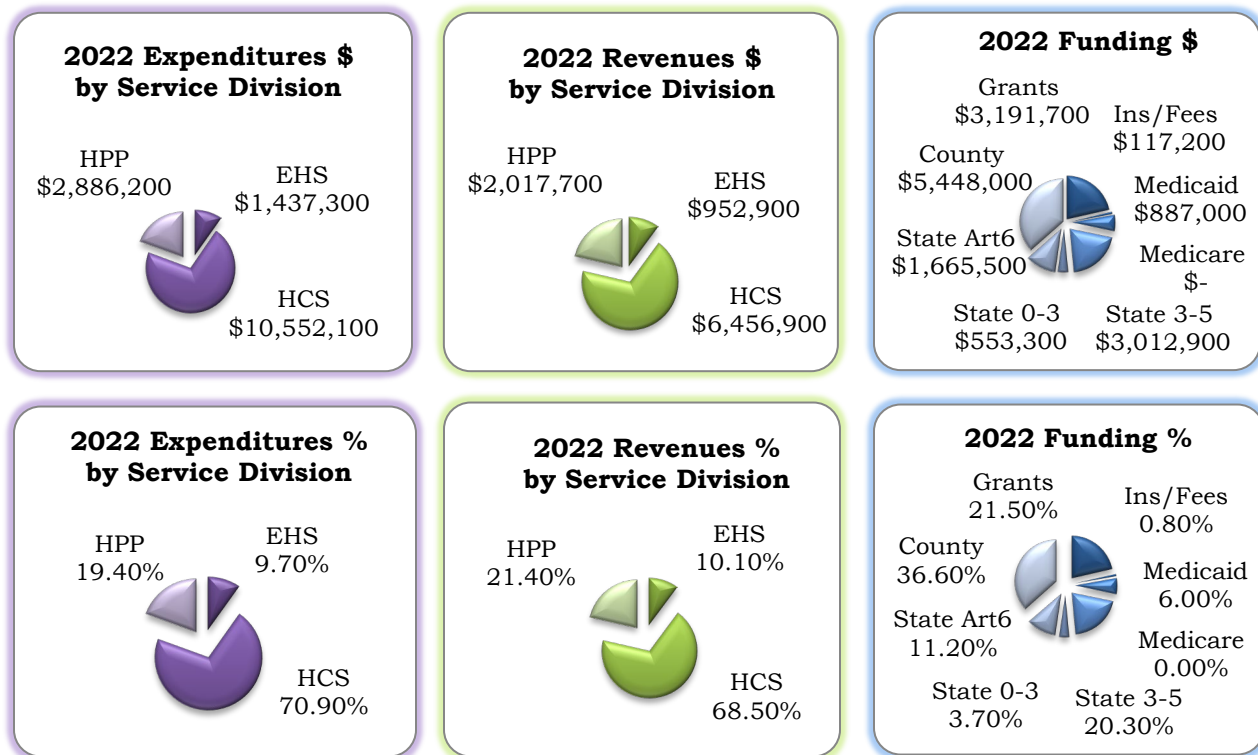 2022 Expenditures $
by Service Division
HPP
$2,886,200
EHS
$1,437,300
HCS
$10,552,100
2022 Revenues $
by Service Division
HPP
$2,017,700
EHS
$952,900
HCS
$6,456,900
2022 Funding $
Grants
$3,191,700
Ins/Fees
$117,200
County
$5,448,000
Medicaid
$887,000
State Art6
$1,665,500
Medicare
$-
State 0-3
$553,300
State 3-5
$3,012,900
2022 Expenditures %
by Service Division
HPP
19.40%
EHS
9.70%
HCS
70.90%
2022 Revenues %
by Service Division
HPP
21.40%
EHS
10.10%
HCS
68.50%
2022 Funding %
Grants
21.50%
Ins/Fees
0.80%
County
36.60%
Medicaid
6.00%
State Art6
11.20%
Medicare
0.00%
State 0-3
3.70%
State 3-5
20.30%